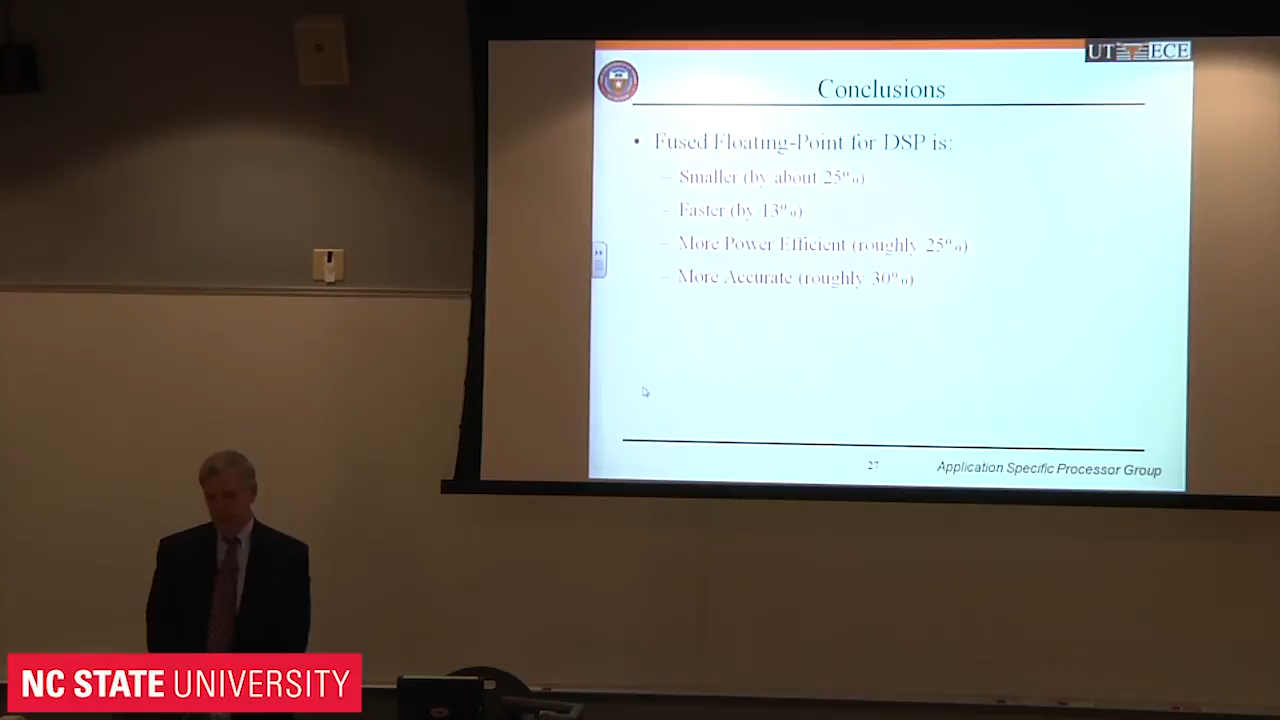 UT ECE
Conclusions
• Fused Floating-Point for DSP is:
– Smaller (by about 25%)
– Faster (by 13%)
– More Power Efficient (roughly 25%)
– More Accurate (roughly 30%)
27
Application Specific Processor Group
NC STATE UNIVERSITY